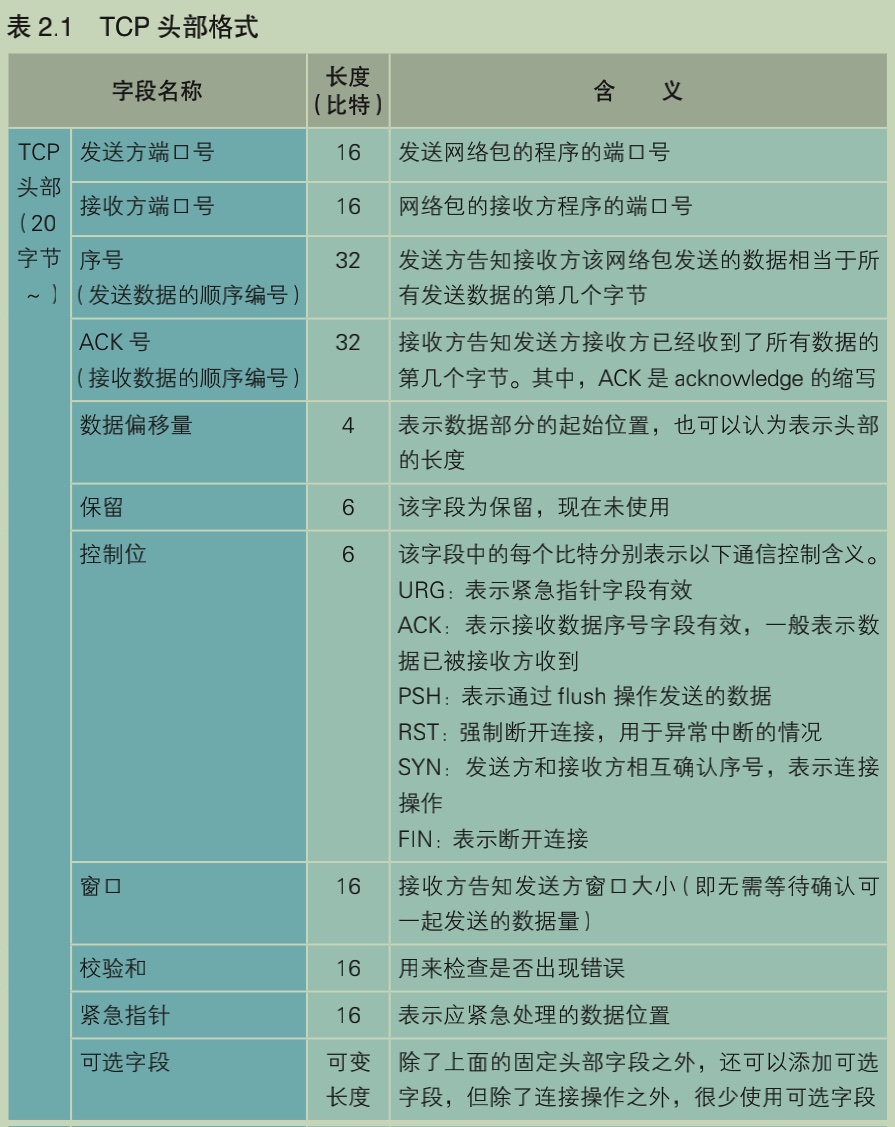 表 2.1 TCP 头部格式
字段名称
长度
(比特)
含 义
TCP
头部
(20
字节
~ )
发送方端口号
16
发送网络包的程序的端口号
接收方端口号
16
网络包的接收方程序的端口号
序号
(发送数据的顺序编号)
32
发送方告知接收方该网络包发送的数据相当于所
有发送数据的第几个字节
ACK 号
(接收数据的顺序编号)
32
接收方告知发送方接收方已经收到了所有数据的
第几个字节。其中，ACK 是 acknowledge 的缩写
数据偏移量
4
表示数据部分的起始位置，也可以认为表示头部
的长度
保留
6
该字段为保留，现在未使用
控制位
6
该字段中的每个比特分别表示以下通信控制含义。
URG：表示紧急指针字段有效
ACK：表示接收数据序号字段有效，一般表示数
据已被接收方收到
PSH：表示通过 flush 操作发送的数据
RST：强制断开连接，用于异常中断的情况
SYN：发送方和接收方相互确认序号，表示连接
操作
FIN：表示断开连接
窗口
16
接收方告知发送方窗口大小(即无需等待确认可
一起发送的数据量)
校验和
16
用来检查是否出现错误
紧急指针
16
表示应紧急处理的数据位置
可选字段
可变
长度
除了上面的固定头部字段之外，还可以添加可选
字段，但除了连接操作之外，很少使用可选字段